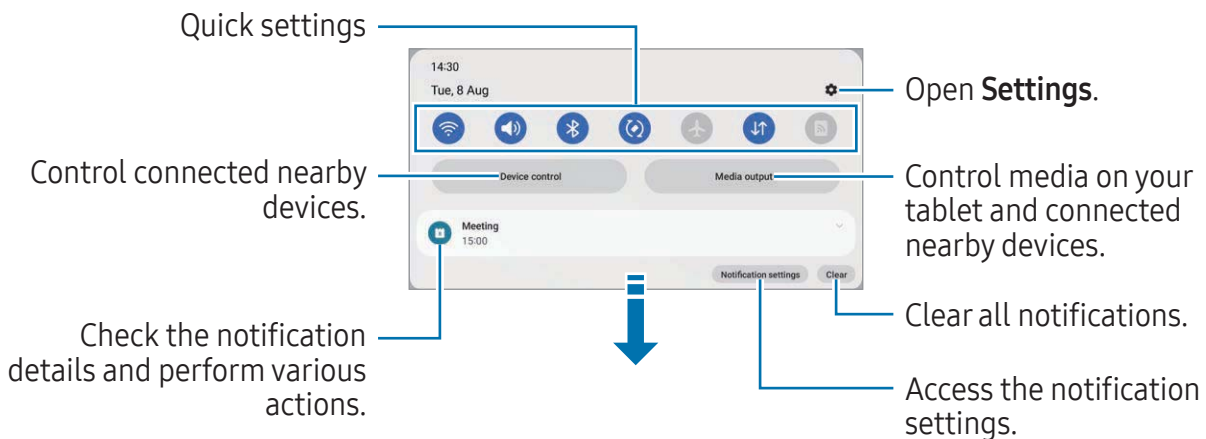 Quick settings
14:30
Tue, 8 Aug
Open Settings.
Control connected nearby
devices.
Device control
Media output
Control media on your
tablet and connected
nearby devices.
Meeting
15:00
Notification settings
Clear
Check the notification
details and perform various
actions.
Clear all notifications.
Access the notification
settings.